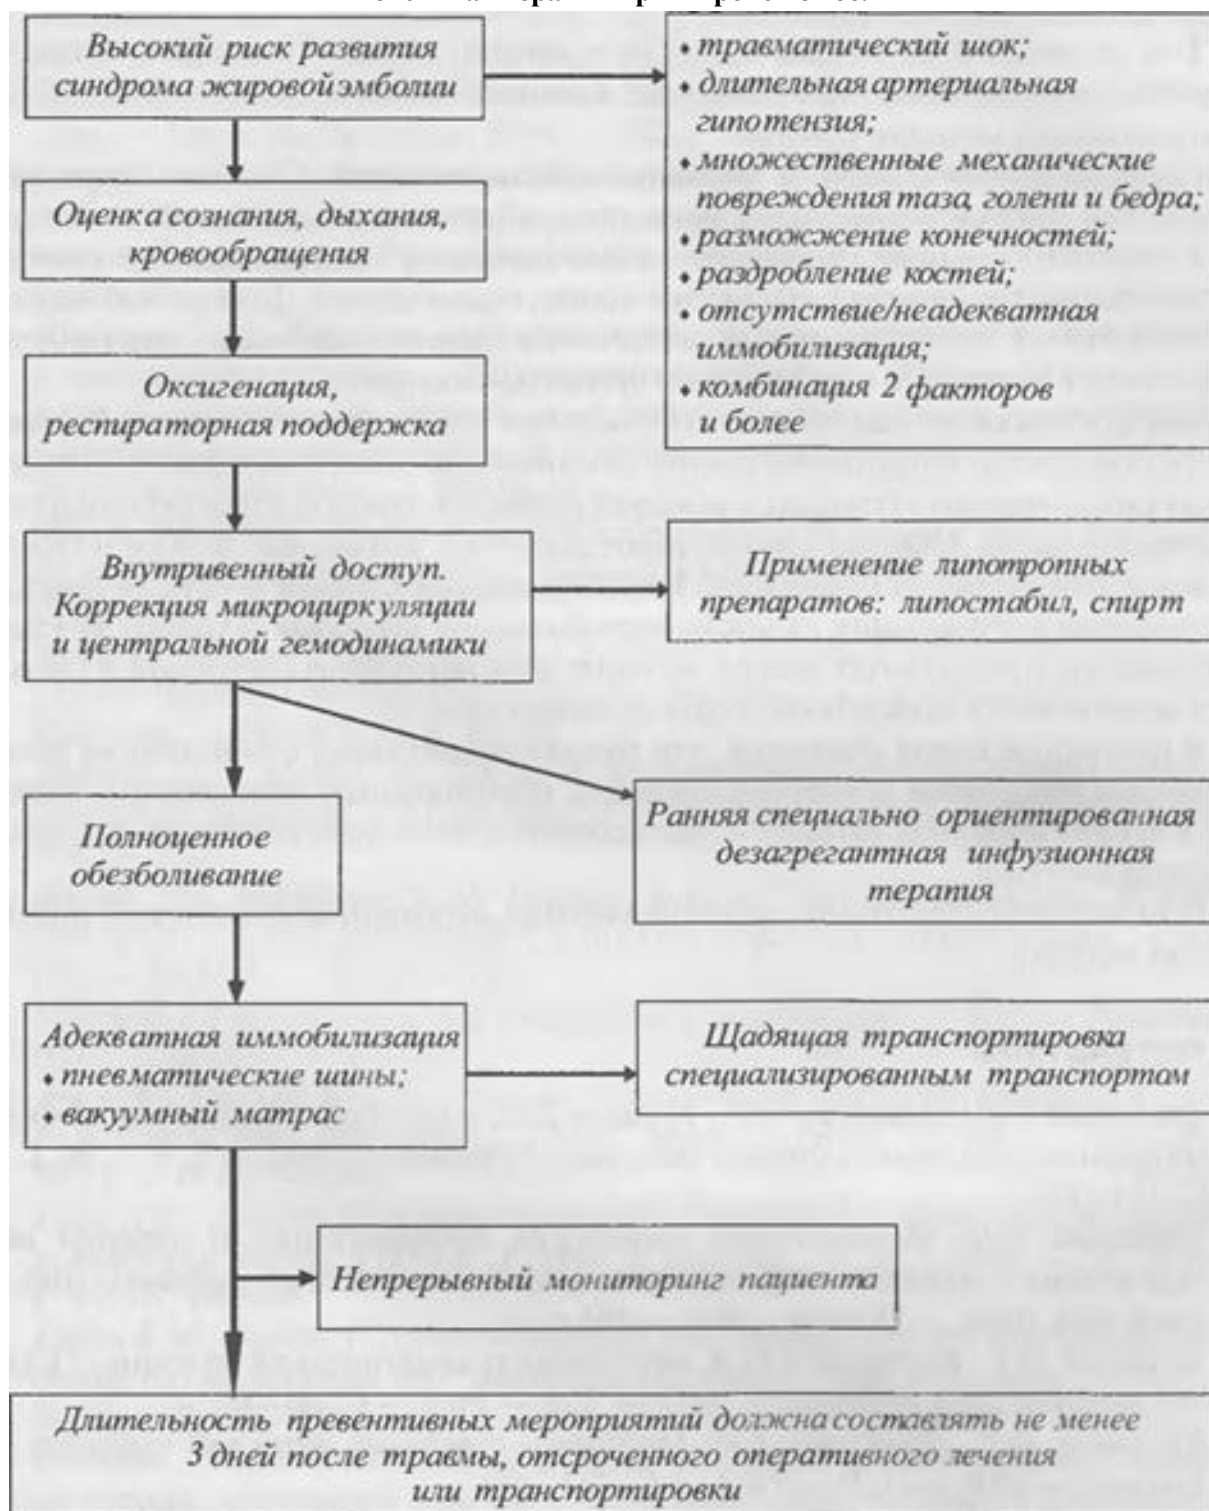 Высокий риск развития
синдрома жировой эмболии
♦ травматический шок;
♦ длительная артериальная
гипотензия;
♦ множественные механические
повреждения таза, голени и бедра;
♦ размозжение конечностей;
♦ раздробление костей;
♦ отсутствие/неадекватная
иммобилизация;
♦ комбинация 2 факторов
и более
Оценка сознания, дыхания,
кровообращения
Оксигенация,
респираторная поддержка
Внутривенный доступ.
Коррекция микроциркуляции
и центральной гемодинамики
Применение липотропных
препаратов: липостабил, спирт
Полноценное
обезболивание
Ранняя специально ориентированная
дезагрегантная инфузионная
терапия
Адекватная иммобилизация
♦ пневматические шины;
♦ вакуумный матрас
Щадящая транспортировка
специализированным транспортом
Непрерывный мониторинг пациента
Длительность превентивных мероприятий должна составлять не менее
3 дней после травмы, отсроченного оперативного лечения
или транспортировки